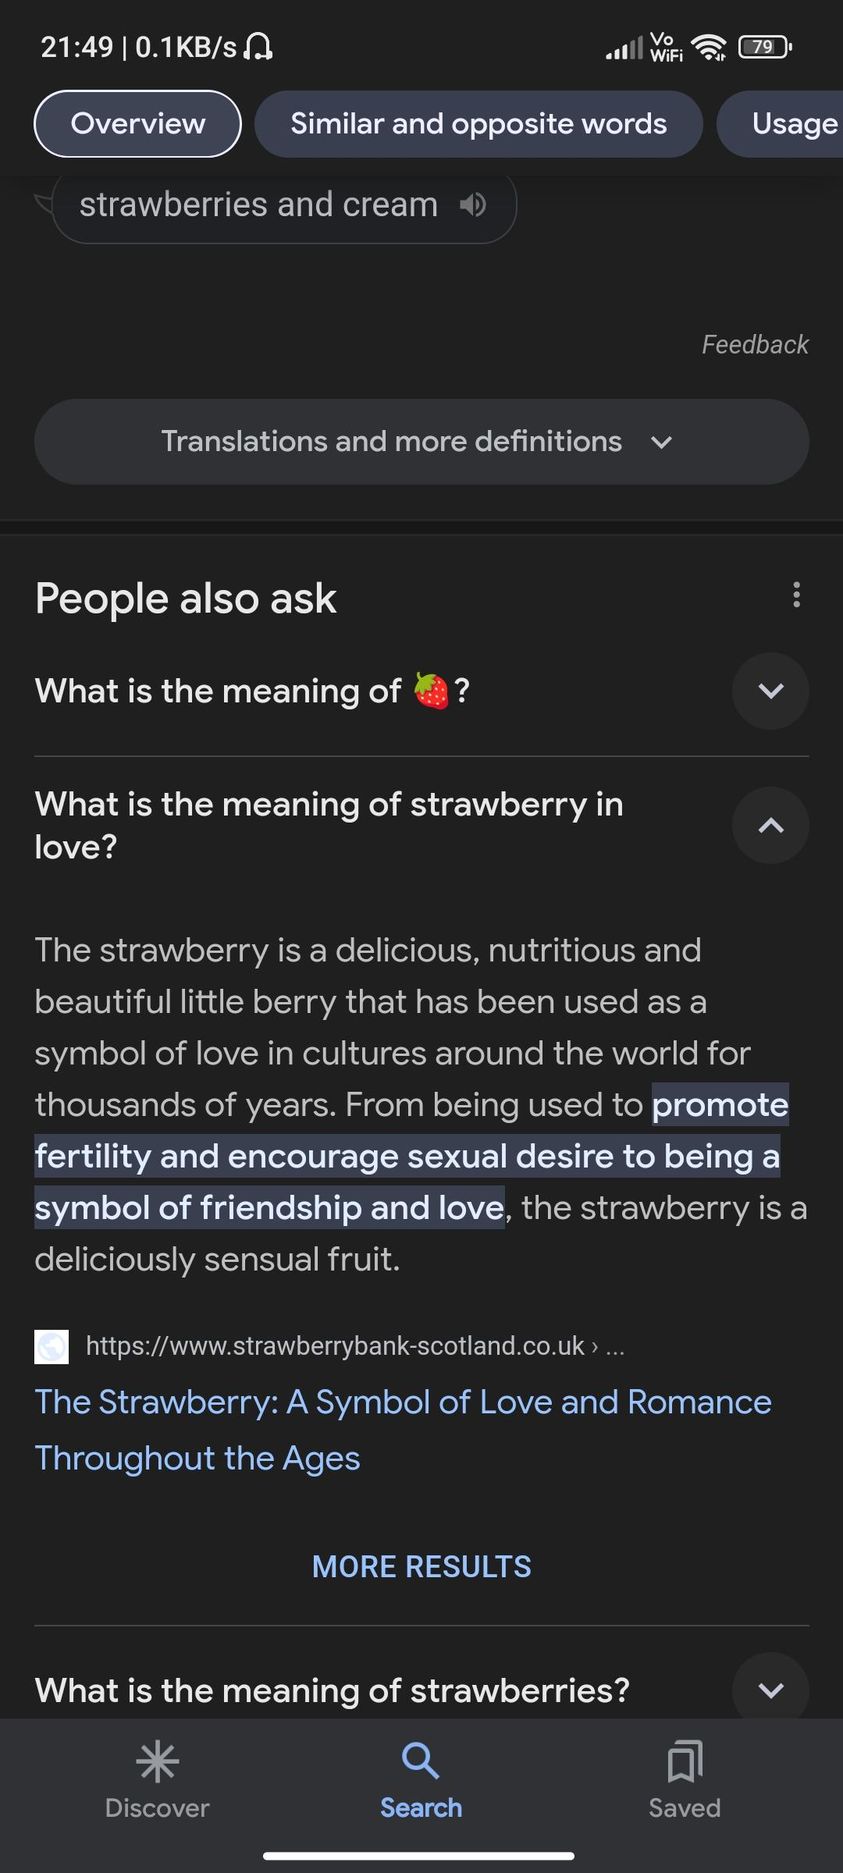 21:49 | 0.1KB/s
Vo
WiFi
79
Overview
Similar and opposite words
Usage
strawberries and cream
Feedback
Translations and more definitions
People also ask
What is the meaning of 🍓?
What is the meaning of strawberry in
love?
The strawberry is a delicious, nutritious and
beautiful little berry that has been used as a
symbol of love in cultures around the world for
thousands of years. From being used to promote
fertility and encourage sexual desire to being a
symbol of friendship and love, the strawberry is a
deliciously sensual fruit.
https://www.strawberrybank-scotland.co.uk › ...
The Strawberry: A Symbol of Love and Romance
Throughout the Ages
MORE RESULTS
What is the meaning of strawberries?
Discover
Search
Saved